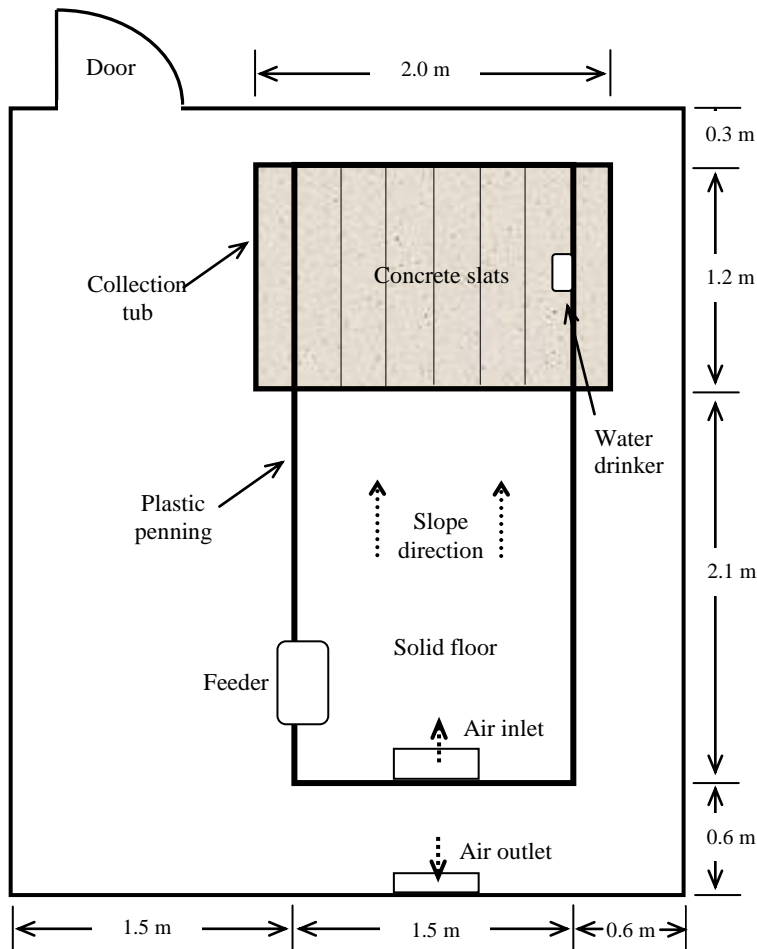 Door
2.0 m
0.3 m
Concrete slats
1.2 m
Collection
tub
Water
drinker
Plastic
penning
Slope
direction
2.1 m
Solid floor
Feeder
Air inlet
0.6 m
Air outlet
1.5 m
1.5 m
0.6 m